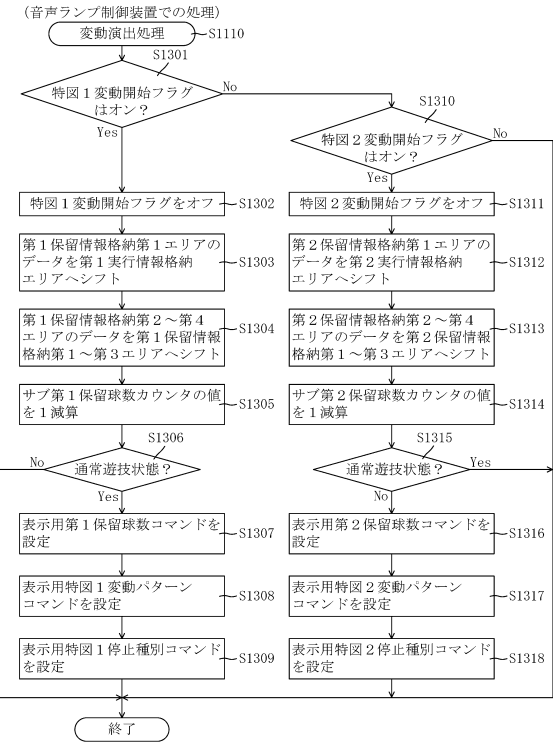 (音声ランプ制御装置での処理)
変動演出処理
S1110
S1301
特図1変動開始フラグ
はオン?
No
Yes
特図1変動開始フラグをオフ
S1302
第1保留情報格納第1エリアの
データを第1実行情報格納
エリアへシフト
S1303
第1保留情報格納第2～第4
エリアのデータを第1保留情報
格納第1～第3エリアへシフト
S1304
サブ第1保留球数カウンタの値
を1減算
S1305
S1306
通常遊技状態?
No
Yes
表示用第1保留球数コマンドを
設定
S1307
表示用特図1変動パターン
コマンドを設定
S1308
表示用特図1停止種別コマンド
を設定
S1309
S1310
特図2変動開始フラグ
はオン?
No
Yes
特図2変動開始フラグをオフ
S1311
第2保留情報格納第1エリアの
データを第2実行情報格納
エリアへシフト
S1312
第2保留情報格納第2～第4
エリアのデータを第2保留情報
格納第1～第3エリアへシフト
S1313
サブ第2保留球数カウンタの値
を1減算
S1314
S1315
通常遊技状態?
Yes
No
表示用第2保留球数コマンドを
設定
S1316
表示用特図2変動パターン
コマンドを設定
S1317
表示用特図2停止種別コマンド
を設定
S1318
終了